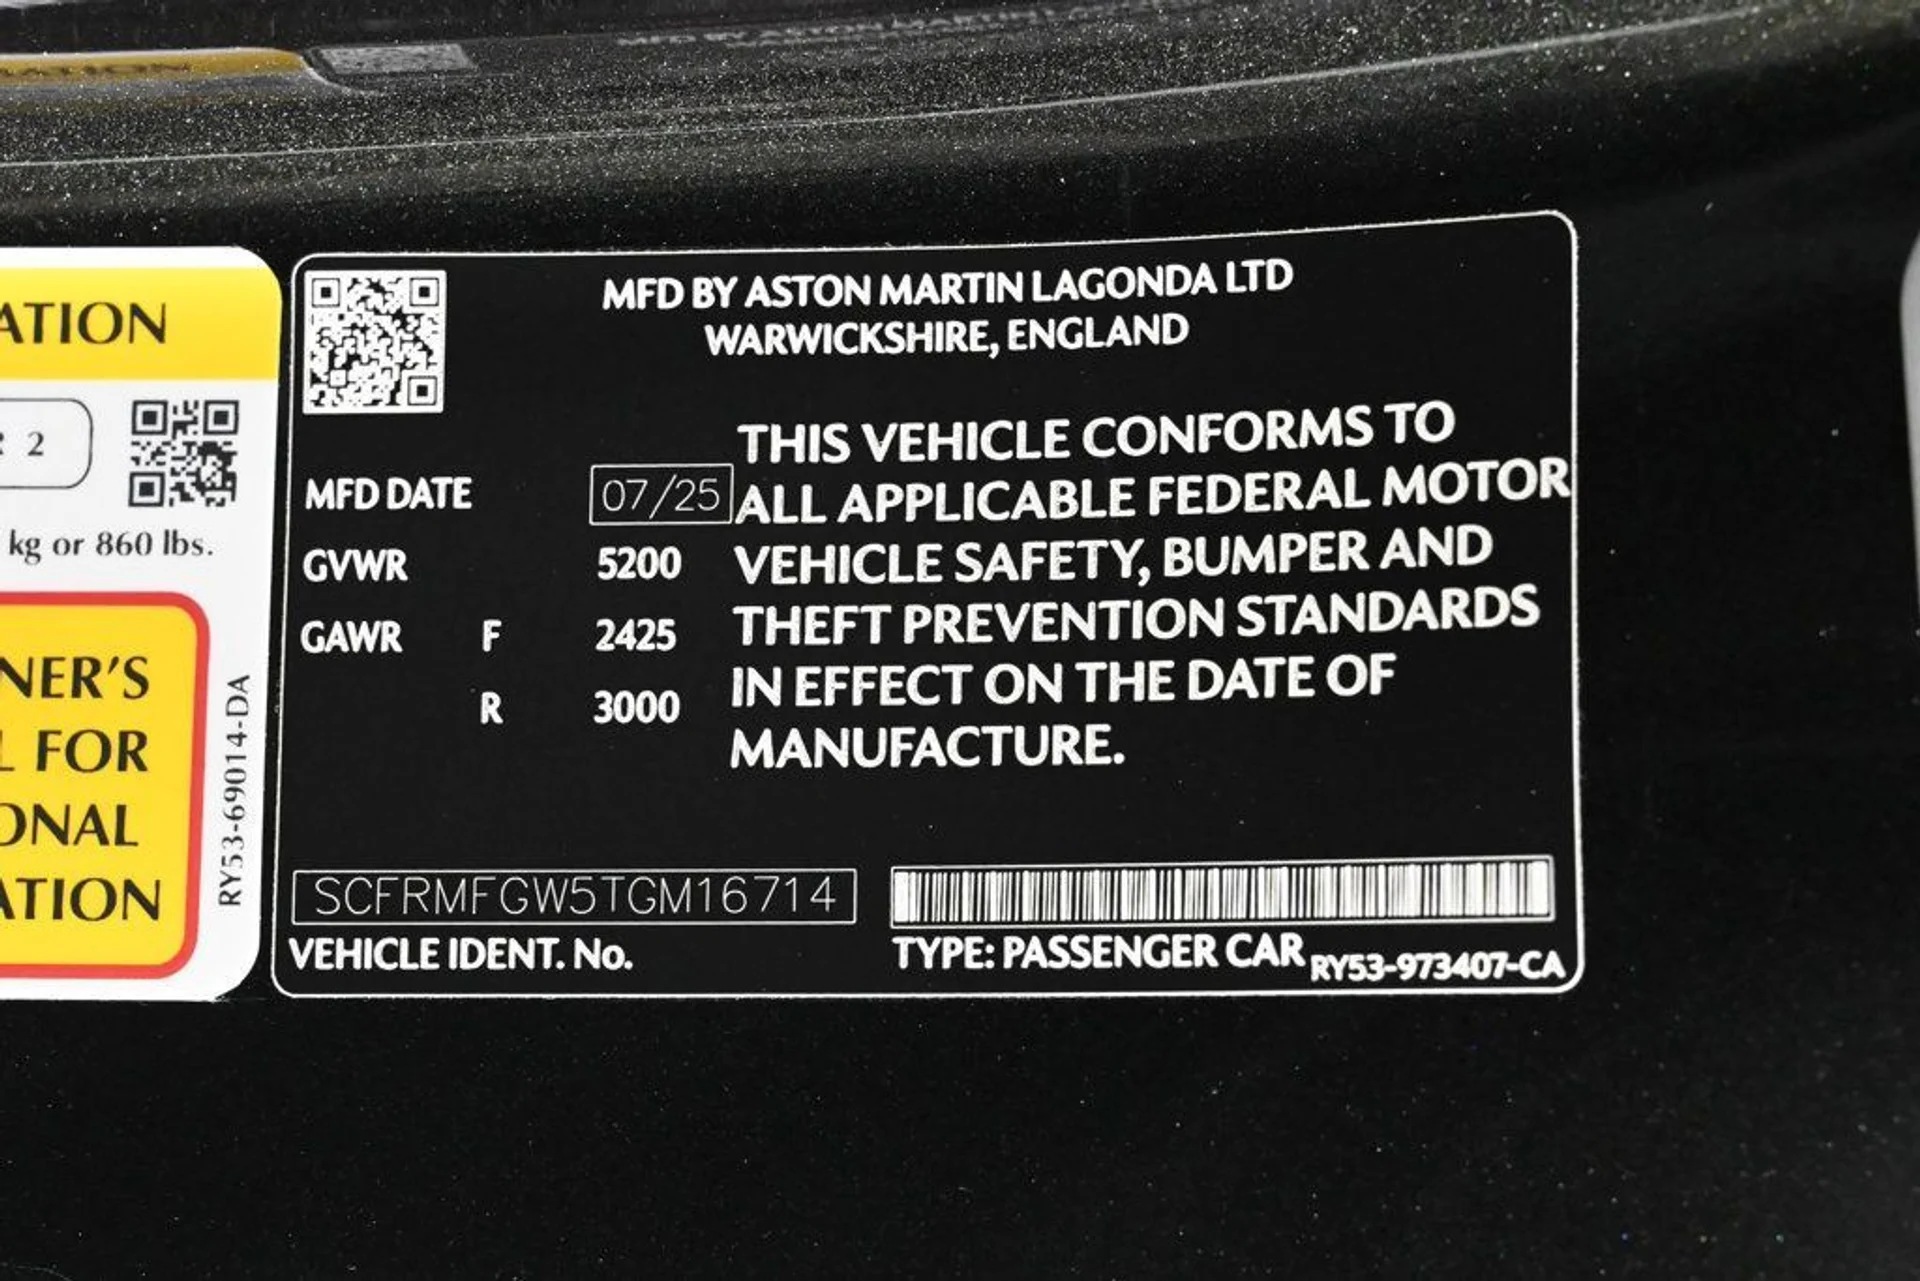 MFD BY ASTON MARTIN LAGONDA LTD
WARWICKSHIRE, ENGLAND
THIS VEHICLE CONFORMS TO
ALL APPLICABLE FEDERAL MOTOR
VEHICLE SAFETY, BUMPER AND
THEFT PREVENTION STANDARDS
IN EFFECT ON THE DATE OF
MANUFACTURE.
MFD DATE 07/25
GVWR 5200
GAWR F 2425
R 3000
SCFRMFGW5TGM16714
VEHICLE IDENT. No.
TYPE: PASSENGER CAR RY53-973407-CA
ATION
2
kg or 860 lbs.
NER'S
L FOR
ONAL
ATION
RY53-69014-DA